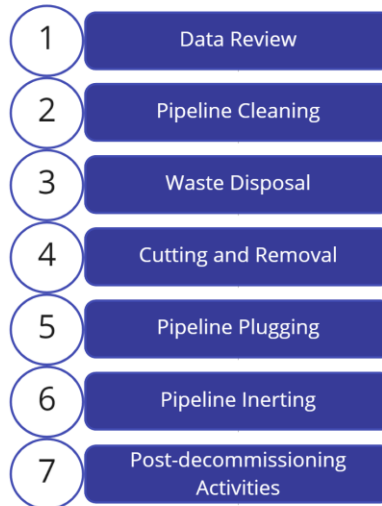 1 Data Review
2 Pipeline Cleaning
3 Waste Disposal
4 Cutting and Removal
5 Pipeline Plugging
6 Pipeline Inerting
7 Post-decommissioning
Activities